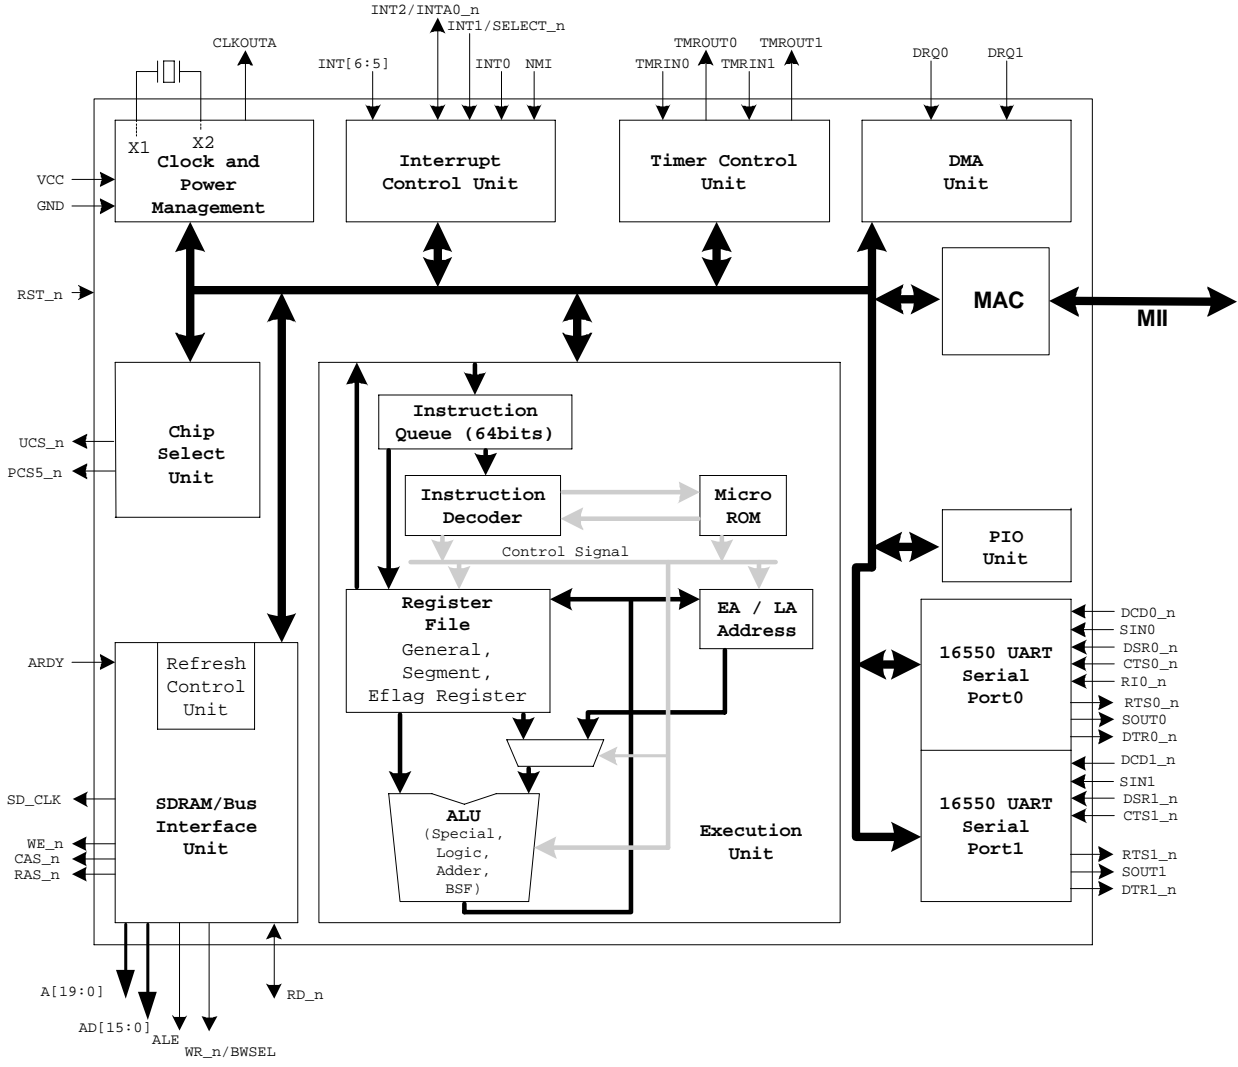 INT2/INTA0_n
INT1/SELECT_n
CLKOUTA
TMROUT0
TMROUT1
DRQ0
DRQ1
INT[6:5]
INT0
NMI
TMRIN0
TMRIN1
X1
X2
Clock and
Power
Management
Interrupt
Control Unit
Timer Control
Unit
DMA
Unit
VCC
GND
RST_n
MAC
MII
Chip
Select
Unit
UCS_n
PCS5_n
Instruction
Queue (64bits)
Instruction
Decoder
Micro
ROM
Control Signal
PIO
Unit
Register
File
General,
Segment,
Eflag Register
EA / LA
Address
ARDY
Refresh
Control
Unit
16550 UART
Serial
Port0
DCD0_n
SIN0
DSR0_n
CTS0_n
RI0_n
RTS0_n
SOUT0
DTR0_n
SD_CLK
WE_n
CAS_n
RAS_n
SDRAM/Bus
Interface
Unit
ALU
(Special,
Logic,
Adder,
BSF)
Execution
Unit
16550 UART
Serial
Port1
DCD1_n
SIN1
DSR1_n
CTS1_n
RTS1_n
SOUT1
DTR1_n
A[19:0]
AD[15:0]
ALE
WR_n/BWSEL
RD_n